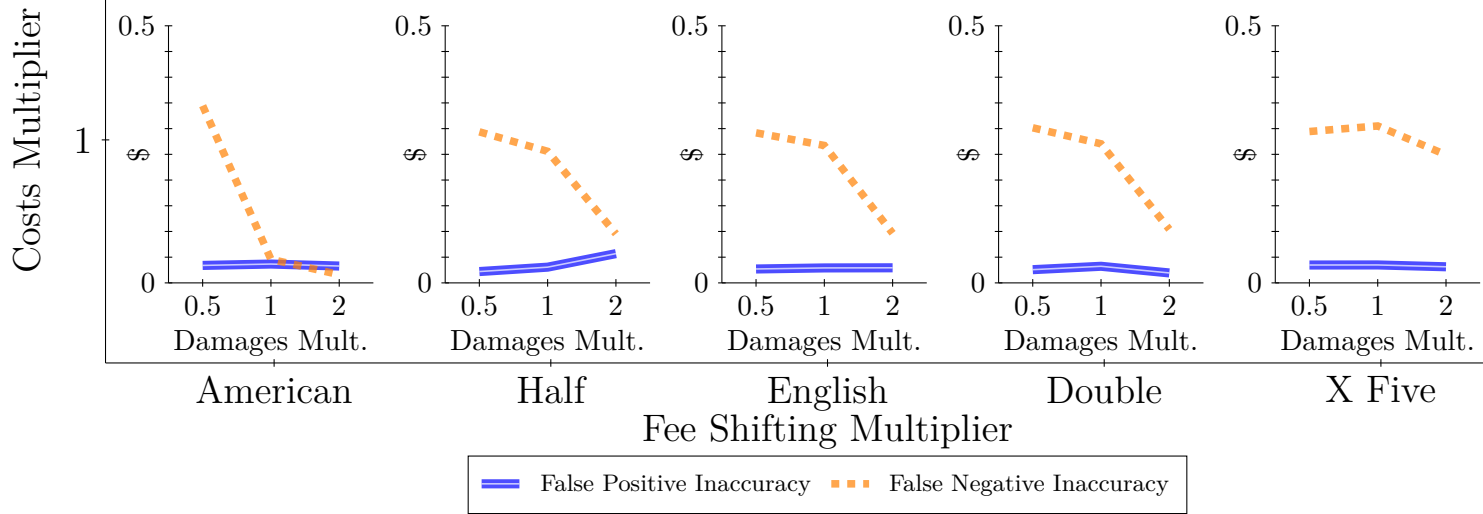 Costs Multiplier
1
0.5
$
0
0.5 1 2
Damages Mult.
0.5
$
0
0.5 1 2
Damages Mult.
0.5
$
0
0.5 1 2
Damages Mult.
0.5
$
0
0.5 1 2
Damages Mult.
0.5
$
0
0.5 1 2
Damages Mult.
American Half English Double X Five
Fee Shifting Multiplier
False Positive Inaccuracy False Negative Inaccuracy